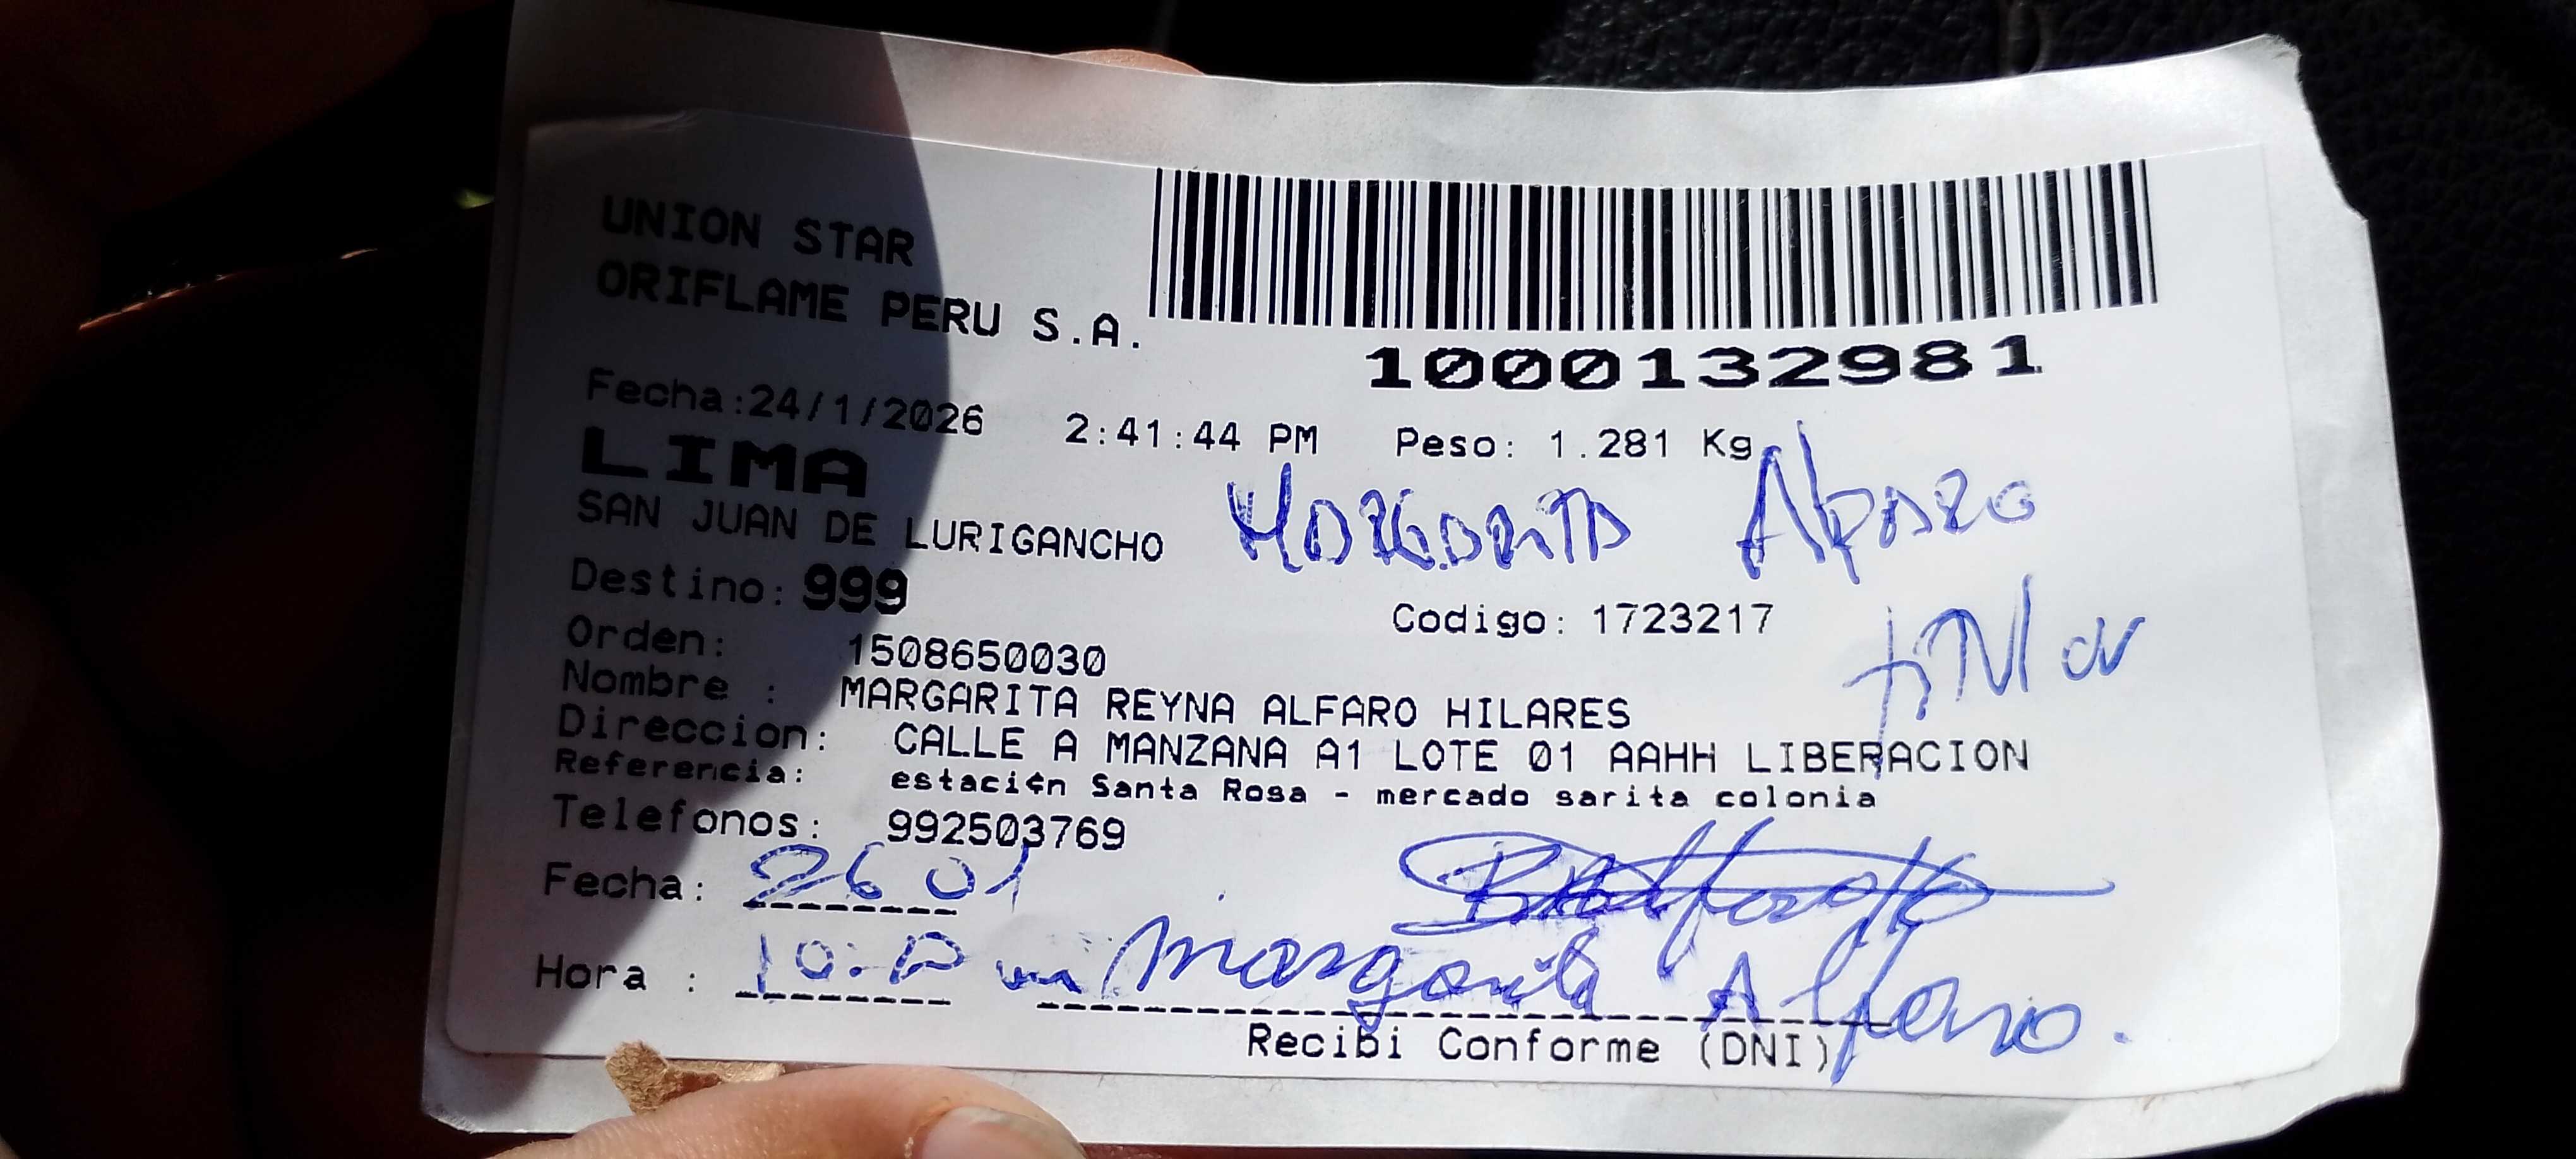 UNION STAR
ORIFLAME PERU S.A.
1000132981
Fecha:24/1/2026 2:41:44 PM Peso: 1.281 Kg
LIMA
SAN JUAN DE LURIGANCHO MARGARITA Alfaro
Destino: 999
Codigo: 1723217
Orden: 1508650030
Nombre : MARGARITA REYNA ALFARO HILARES
Direccion: CALLE A MANZANA A1 LOTE 01 AAHH LIBERACION
Referencia: estaci¢n Santa Rosa - mercado sarita colonia
Telefonos: 992503769
Fecha: 26 01
Hora : Margarita Alfaro.
Recibi Conforme (DNI)